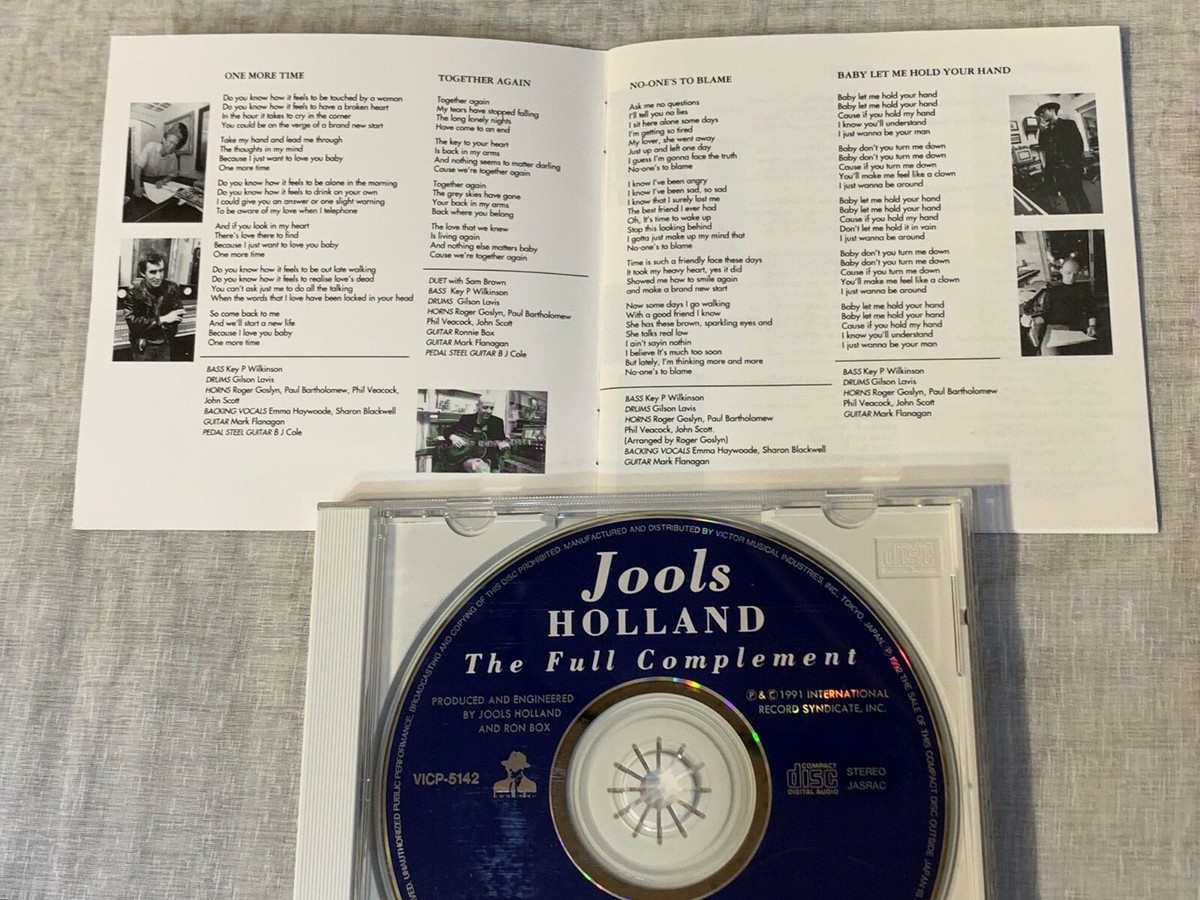 ONE MORE TIME
Do you know how it feels to be touched by a woman
Do you know how it feels to have a broken heart
In the hour it takes to cry in the corner
You could be on the verge of a brand new start
Take my hand and lead me through
The thoughts in my mind
Because I just want to love you baby
One more time
Do you know how it feels to be alone in the morning
Do you know how it feels to drink on your own
I could give you an answer or one slight warning
To be aware of my love when I telephone
And if you look in my heart
There's love there to find
Because I just want to love you baby
One more time
Do you know how it feels to be out late walking
Do you know how it feels to realise love's dead
You can't ask just me to do all the talking
When the words that I love have been locked in your head
So come back to me
And we'll start a new life
Because I love you baby
One more time
BASS Key P Wilkinson
DRUMS Gilson Lavis
HORNS Roger Goslyn, Paul Bartholomew, Phil Veacock,
John Scott
BACKING VOCALS Emma Haywoode, Sharon Blackwell
GUITAR Mark Flanagan
PEDAL STEEL GUITAR B J Cole
TOGETHER AGAIN
Together again
My tears have stopped falling
The long lonely nights
Have come to an end
The key to your heart
Is back in my arms
And nothing seems to matter darling
Cause we're together again
Together again
The grey skies have gone
Your back in my arms
Back where you belong
The love that we knew
Is living again
And nothing else matters baby
Cause we're together again
DUET with Sam Brown
BASS Key P Wilkinson
DRUMS Gilson Lavis
HORNS Roger Goslyn, Paul Bartholomew
Phil Veacock, John Scott
GUITAR Ronnie Box
GUITAR Mark Flanagan
PEDAL STEEL GUITAR B J Cole
NO-ONE'S TO BLAME
Ask me no questions
I'll tell you no lies
I sit here alone some days
I'm getting so tired
My lover, she went away
Just up and left one day
I guess I'm gonna face the truth
No-one's to blame
I know I've been angry
I know I've been sad, so sad
I know that I surely lost me
The best friend I ever had
Oh, It's time to wake up
Stop this looking behind
I gotta just make up my mind that
No-one's to blame
Time is such a friendly face these days
It took my heavy heart, yes it did
Showed me how to smile again
and make a brand new start
Now some days I go walking
With a good friend I know
She has these brown, sparkling eyes and
She talks real low
I ain't sayin nothin
I believe It's much too soon
But lately, I'm thinking more and more
No-one's to blame
BASS Key P Wilkinson
DRUMS Gilson Lavis
HORNS Roger Goslyn, Paul Bartholomew
Phil Veacock, John Scott.
(Arranged by Roger Goslyn)
BACKING VOCALS Emma Haywoode, Sharon Blackwell
GUITAR Mark Flanagan
BABY LET ME HOLD YOUR HAND
Baby let me hold your hand
Baby let me hold your hand
Cause if you hold my hand
I know you'll understand
I just wanna be your man
Baby don't you turn me down
Baby don't you turn me down
Cause if you turn me down
You'll make me feel like a clown
I just wanna be around
Baby let me hold your hand
Baby let me hold your hand
Cause if you hold my hand
Don't let me hold it in vain
I just wanna be around
Baby don't you turn me down
Baby don't you turn me down
Cause if you turn me down
You'll make me feel like a clown
I just wanna be around
Baby let me hold your hand
Baby let me hold your hand
Cause if you hold my hand
I know you'll understand
I just wanna be your man
BASS Key P Wilkinson
DRUMS Gilson Lavis
HORNS Roger Goslyn, Paul Bartholomew
Phil Veacock, John Scott
GUITAR Mark Flanagan
Jools
HOLLAND
The Full Complement
PRODUCED AND ENGINEERED
BY JOOLS HOLLAND
AND RON BOX
℗ & © 1991 INTERNATIONAL
RECORD SYNDICATE, INC.
VICP-5142
COMPACT
disc
DIGITAL AUDIO
STEREO
JASRAC
UNAUTHORIZED PUBLIC PERFORMANCE, BROADCASTING AND COPYING OF THIS DISC PROHIBITED. MANUFACTURED AND DISTRIBUTED BY VICTOR MUSICAL INDUSTRIES, INC. TOKYO, JAPAN. ℗ 1992 THE SALE OF THIS COMPACT DISC OUTSIDE JAPAN IS
disc